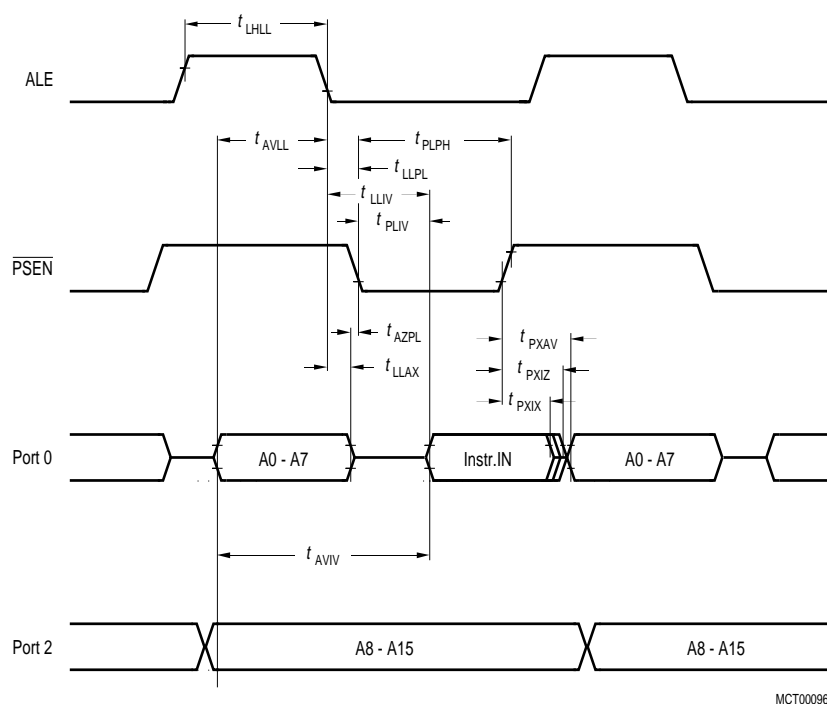 t LHLL
ALE
t AVLL
t PLPH
t LLPL
t LLIV
t PLIV
PSEN
t AZPL
t PXAV
t LLAX
t PXIZ
t PXIX
Port 0
A0 - A7
Instr.IN
A0 - A7
t AVIV
Port 2
A8 - A15
A8 - A15
MCT00096